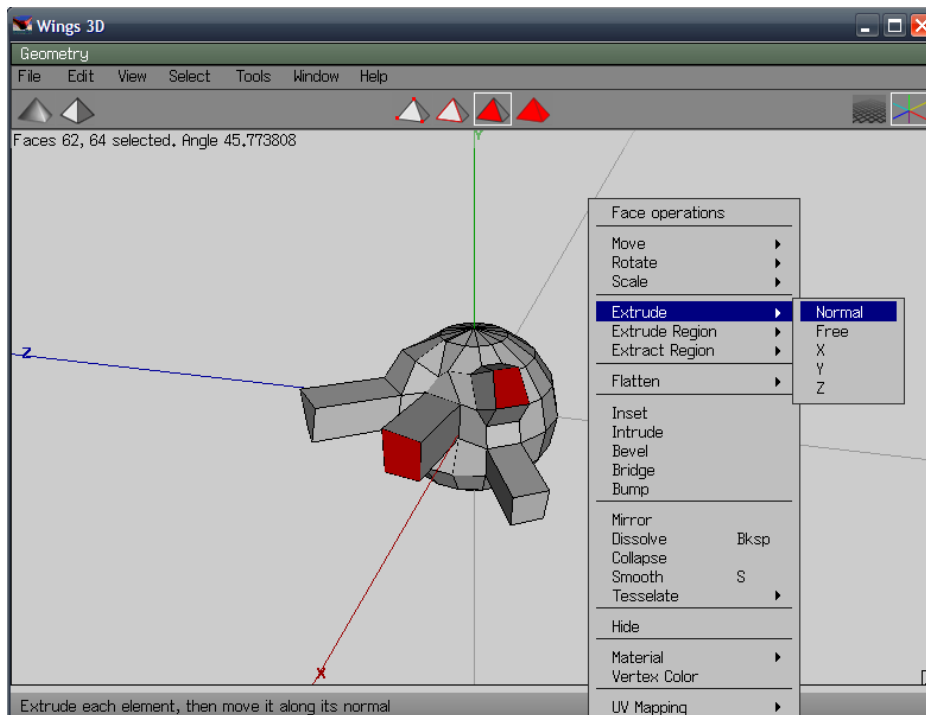 Wings 3D
Geometry
File Edit View Select Tools Window Help
Faces 62, 64 selected. Angle 45.773808
Y
Z
X
Face operations
Move
Rotate
Scale
Extrude
Extrude Region
Extract Region
Flatten
Inset
Intrude
Bevel
Bridge
Bump
Mirror
Dissolve Bksp
Collapse
Smooth S
Tesselate
Hide
Material
Vertex Color
UV Mapping
Normal
Free
X
Y
Z
Extrude each element, then move it along its normal